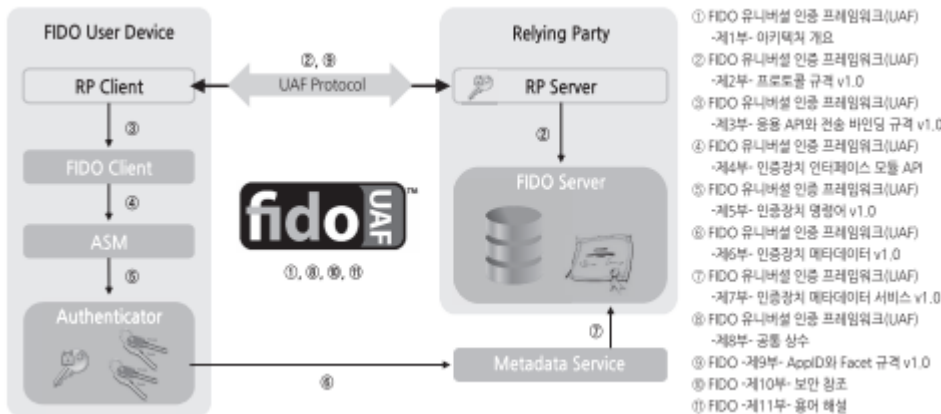 FIDO User Device
RP Client
③
FIDO Client
④
ASM
⑤
Authenticator
②, ⑨
UAF Protocol
fido UAF™
①, ⑧, ⑩, ⑪
⑥
Relying Party
RP Server
②
FIDO Server
⑦
Metadata Service
① FIDO 유니버설 인증 프레임워크(UAF)
-제1부- 아키텍처 개요
② FIDO 유니버설 인증 프레임워크(UAF)
-제2부- 프로토콜 규격 v1.0
③ FIDO 유니버설 인증 프레임워크(UAF)
-제3부- 응용 API와 전송 바인딩 규격 v1.0
④ FIDO 유니버설 인증 프레임워크(UAF)
-제4부- 인증장치 인터페이스 모듈 API
⑤ FIDO 유니버설 인증 프레임워크(UAF)
-제5부- 인증장치 명령어 v1.0
⑥ FIDO 유니버설 인증 프레임워크(UAF)
-제6부- 인증장치 메타데이터 v1.0
⑦ FIDO 유니버설 인증 프레임워크(UAF)
-제7부- 인증장치 메타데이터 서비스 v1.0
⑧ FIDO 유니버설 인증 프레임워크(UAF)
-제8부- 공통 상수
⑨ FIDO -제9부- AppID와 Facet 규격 v1.0
⑩ FIDO -제10부- 보안 참조
⑪ FIDO -제11부- 용어 해설